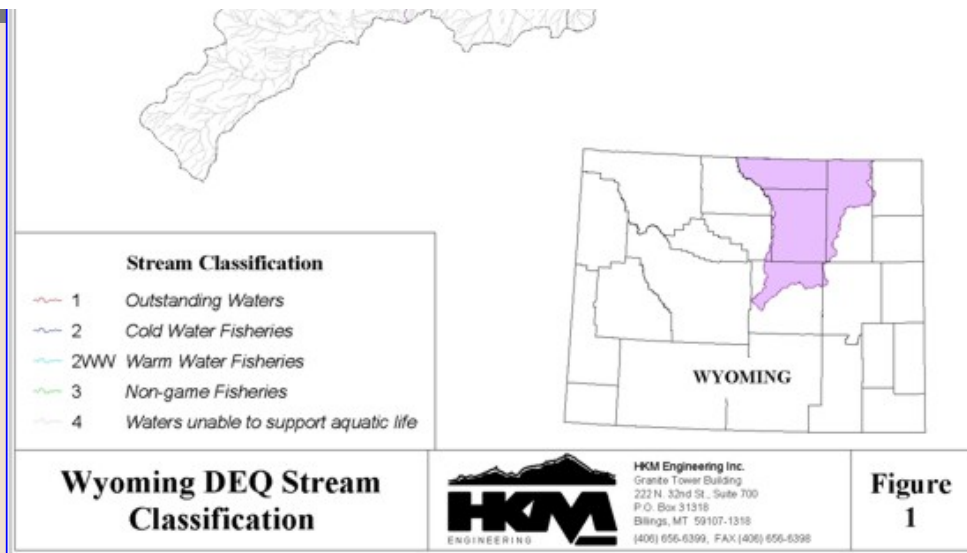 WYOMING
Stream Classification
1 Outstanding Waters
2 Cold Water Fisheries
2WW Warm Water Fisheries
3 Non-game Fisheries
4 Waters unable to support aquatic life
Wyoming DEQ Stream
Classification
HKM
ENGINEERING
HKM Engineering Inc.
Granite Tower Building
222 N. 32nd St., Suite 700
P.O. Box 31318
Billings, MT 59107-1318
(406) 656-6399, FAX (406) 656-6398
Figure
1